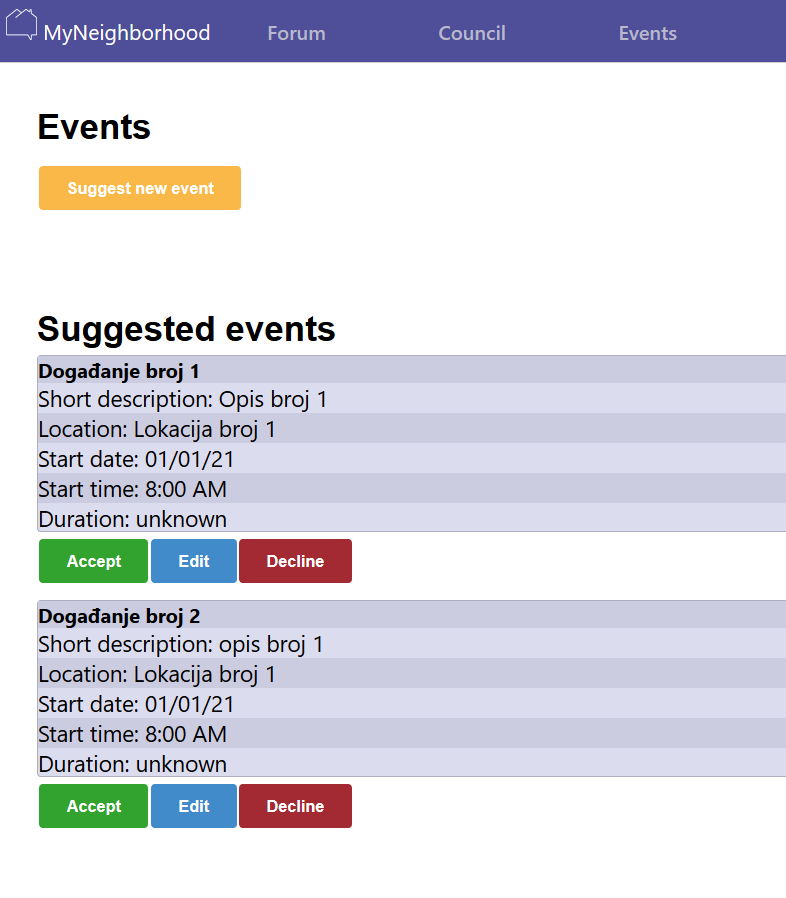 MyNeighborhood Forum Council Events
Events
Suggest new event
Suggested events
Događanje broj 1
Short description: Opis broj 1
Location: Lokacija broj 1
Start date: 01/01/21
Start time: 8:00 AM
Duration: unknown
Accept Edit Decline
Događanje broj 2
Short description: opis broj 1
Location: Lokacija broj 1
Start date: 01/01/21
Start time: 8:00 AM
Duration: unknown
Accept Edit Decline